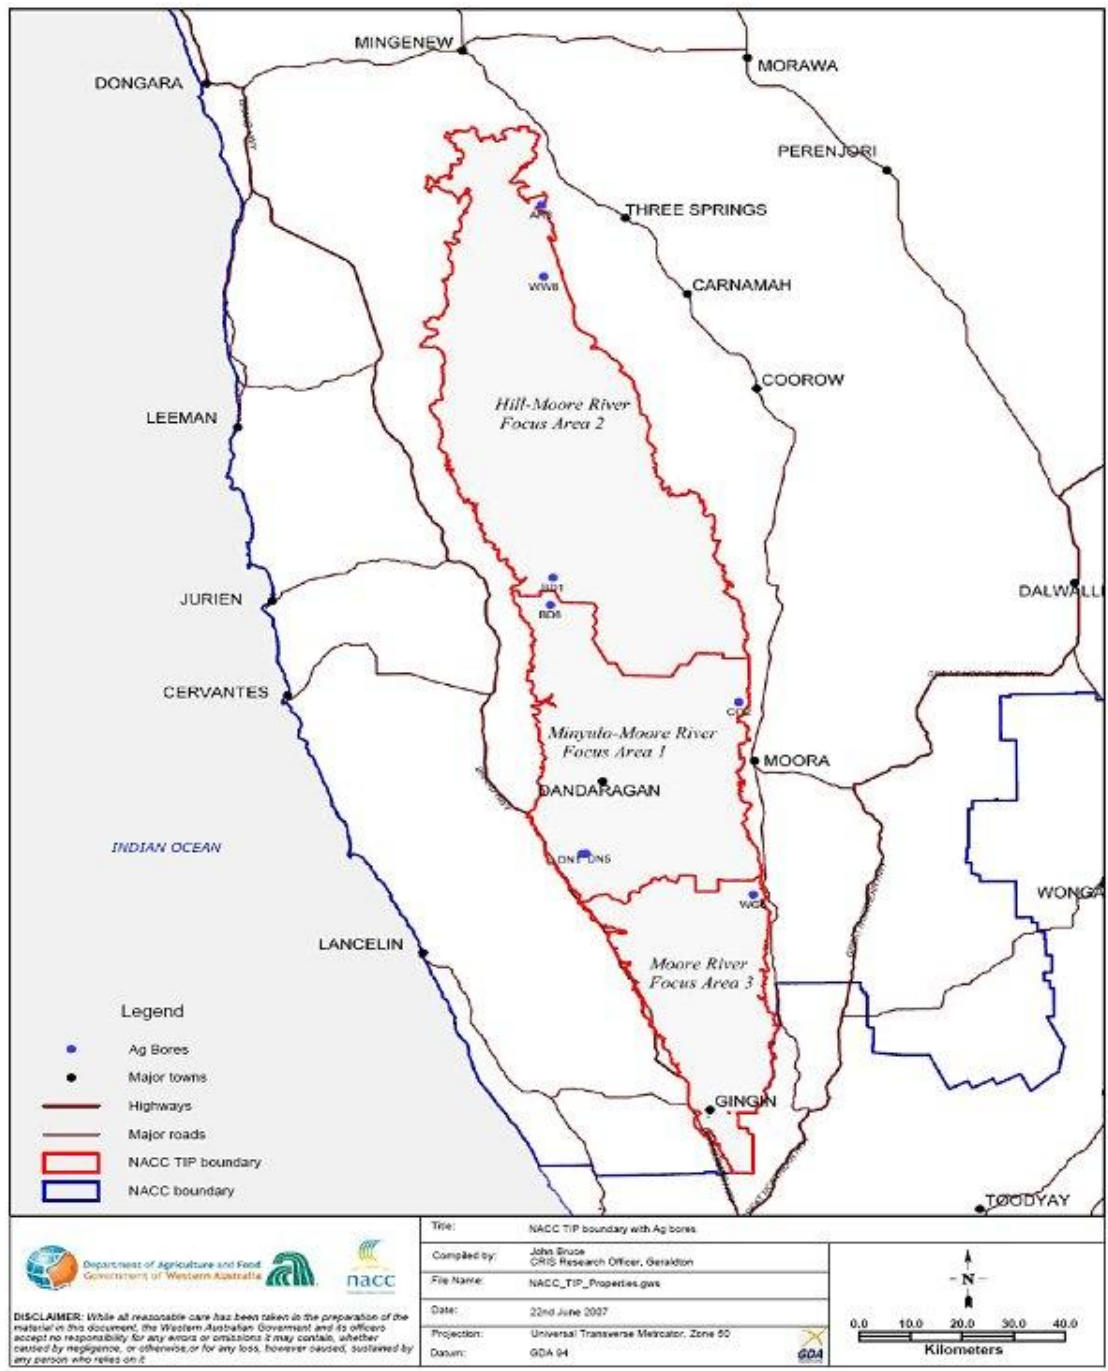 MINGENEW
DONGARA
MORAWA
PERENJORI
THREE SPRINGS
WW8
CARNAMAH
COOROW
Hill-Moore River
Focus Area 2
LEEMAN
BD1
JURIEN
BD6
DALWALLI
CERVANTES
Minyulo-Moore River
Focus Area 1
MOORA
DANDARAGAN
INDIAN OCEAN
DN1 DN5
WONGA
LANCELIN
Moore River
Focus Area 3
GINGIN
TOODYAY
Legend
Ag Bores
Major towns
Highways
Major roads
NACC TIP boundary
NACC boundary
Department of Agriculture and Food
Government of Western Australia
nacc
DISCLAIMER: While all reasonable care has been taken in the preparation of the
material in this document, the Western Australian Government and its officers
accept no responsibility for any errors or omissions it may contain, whether
caused by negligence, or otherwise,or for any loss, however caused, sustained by
any person who relies on it
Title: NACC TIP boundary with Ag bores
Compiled by: John Bruce
CRIS Research Officer, Geraldton
File Name: NACC_TIP_Properties.gws
Date: 22nd June 2007
Projection: Universal Transverse Metrcator, Zone 50
Datum: GDA 94
GDA
N
0.0 10.0 20.0 30.0 40.0
Kilometers